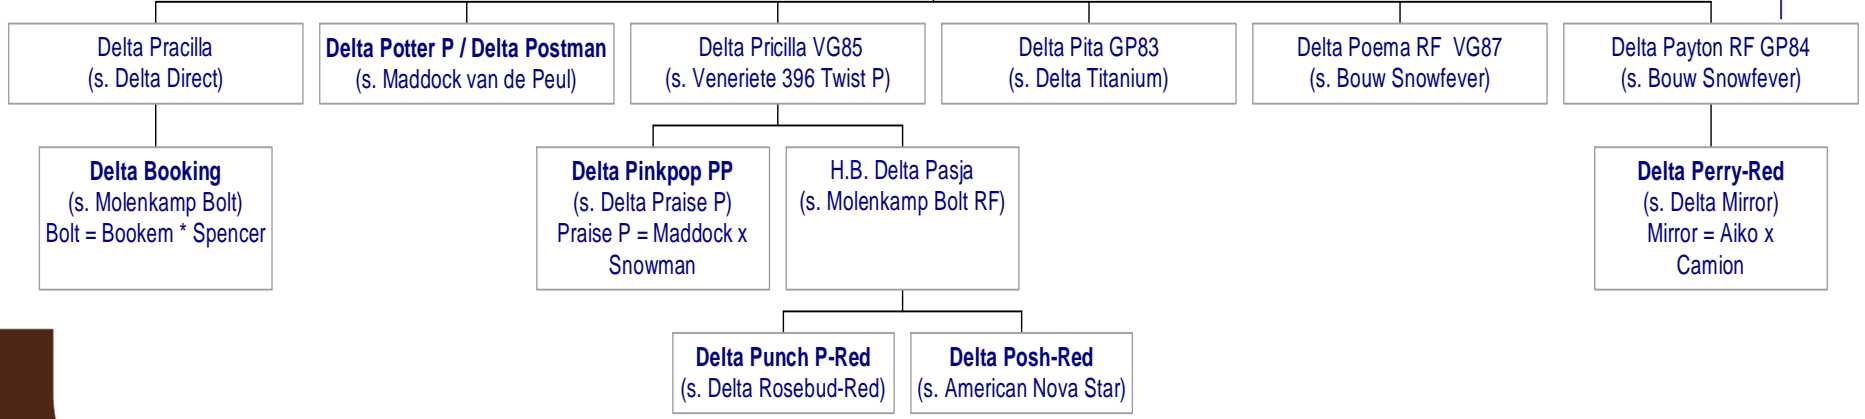 Delta Pracilla
(s. Delta Direct)
Delta Potter P / Delta Postman
(s. Maddock van de Peul)
Delta Pricilla VG85
(s. Veneriete 396 Twist P)
Delta Pita GP83
(s. Delta Titanium)
Delta Poema RF  VG87
(s. Bouw Snowfever)
Delta Payton RF GP84
(s. Bouw Snowfever)
Delta Booking
(s. Molenkamp Bolt)
Bolt = Bookem * Spencer
Delta Pinkpop PP
(s. Delta Praise P)
Praise P = Maddock x
Snowman
H.B. Delta Pasja
(s. Molenkamp Bolt RF)
Delta Perry-Red
(s. Delta Mirror)
Mirror = Aiko x
Camion
Delta Punch P-Red
(s. Delta Rosebud-Red)
Delta Posh-Red
(s. American Nova Star)